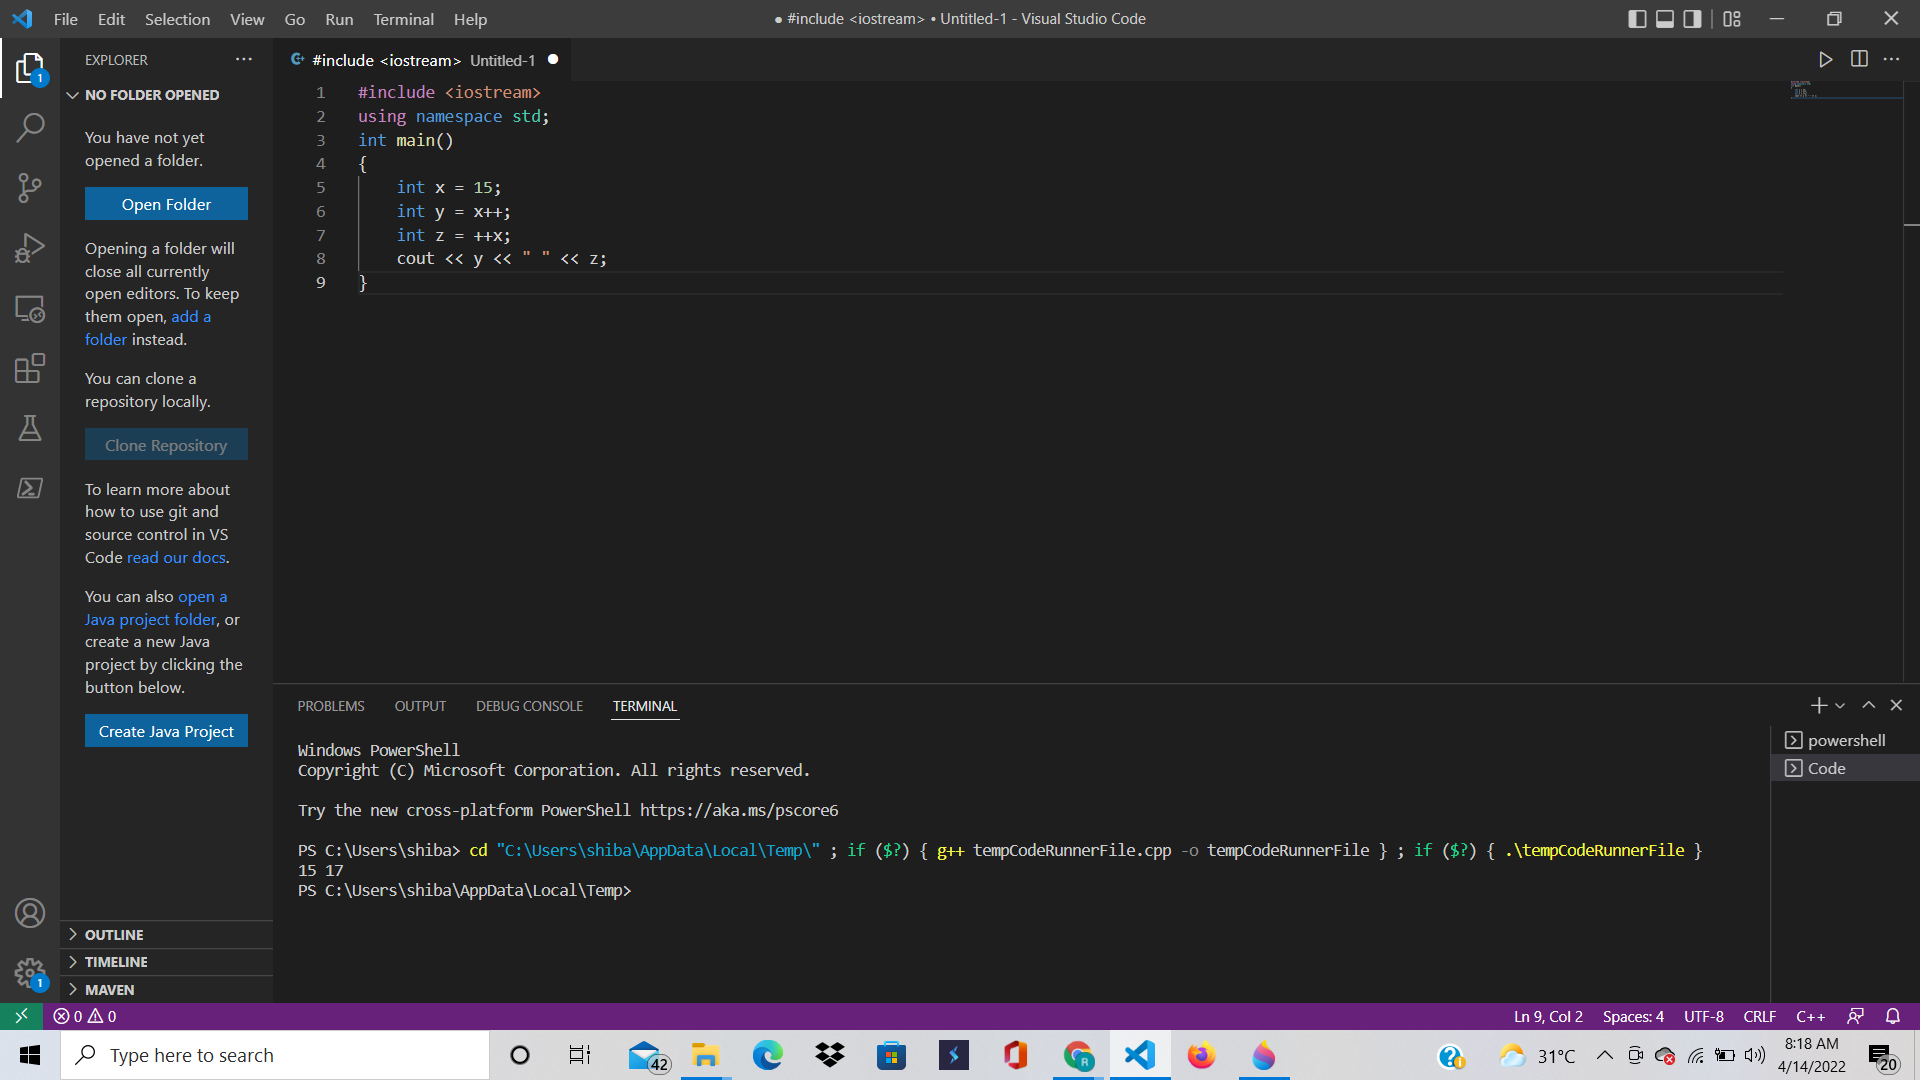 File Edit Selection View Go Run Terminal Help
● #include <iostream> • Untitled-1 - Visual Studio Code
EXPLORER
NO FOLDER OPENED
You have not yet
opened a folder.
Open Folder
Opening a folder will
close all currently
open editors. To keep
them open, add a
folder instead.
You can clone a
repository locally.
Clone Repository
To learn more about
how to use git and
source control in VS
Code read our docs.
You can also open a
Java project folder, or
create a new Java
project by clicking the
button below.
Create Java Project
OUTLINE
TIMELINE
MAVEN
1
1
#include <iostream> Untitled-1
1 #include <iostream>
2 using namespace std;
3 int main()
4 {
5 int x = 15;
6 int y = x++;
7 int z = ++x;
8 cout << y << " " << z;
9 }
PROBLEMS OUTPUT DEBUG CONSOLE TERMINAL
Windows PowerShell
Copyright (C) Microsoft Corporation. All rights reserved.
Try the new cross-platform PowerShell https://aka.ms/pscore6
PS C:\Users\shiba> cd "C:\Users\shiba\AppData\Local\Temp\" ; if ($?) { g++ tempCodeRunnerFile.cpp -o tempCodeRunnerFile } ; if ($?) { .\tempCodeRunnerFile }
15 17
PS C:\Users\shiba\AppData\Local\Temp>
powershell
Code
0 0
Ln 9, Col 2 Spaces: 4 UTF-8 CRLF C++
Type here to search
42
31°C
8:18 AM
4/14/2022
20